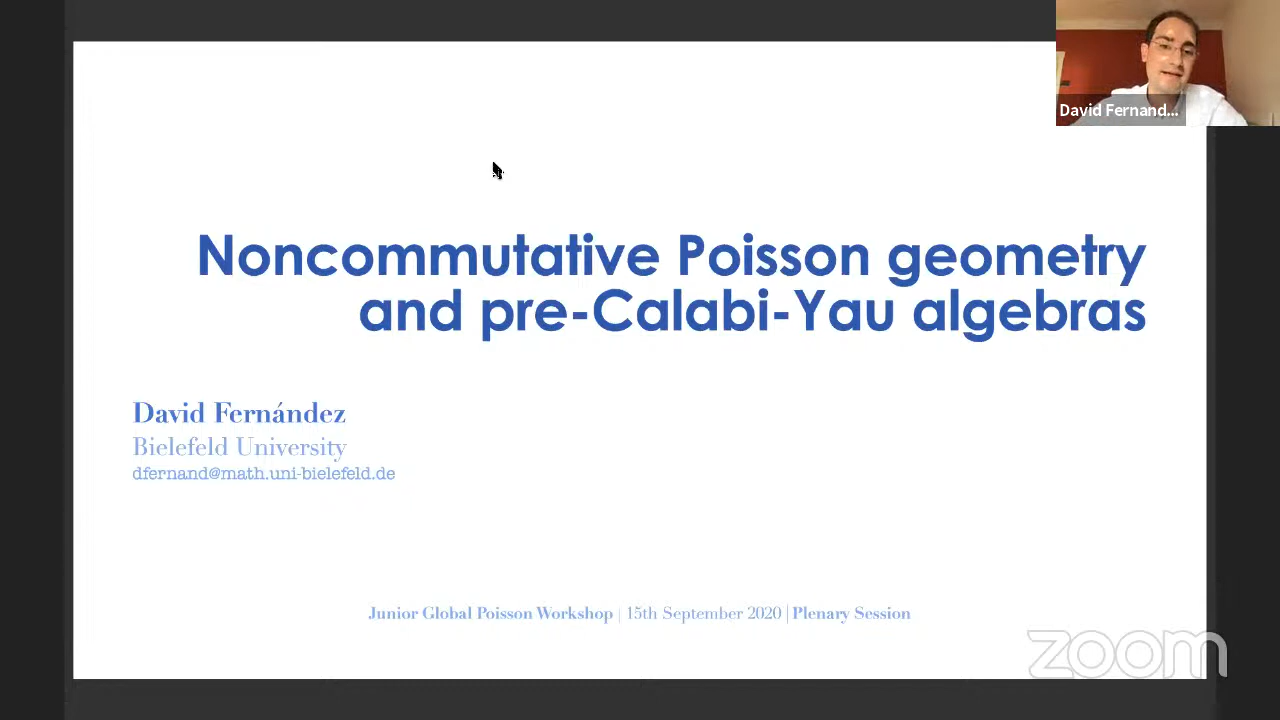 David Fernand...
Noncommutative Poisson geometry
and pre-Calabi-Yau algebras
David Fernández
Bielefeld University
dfernand@math.uni-bielefeld.de
Junior Global Poisson Workshop | 15th September 2020 | Plenary Session
zoom